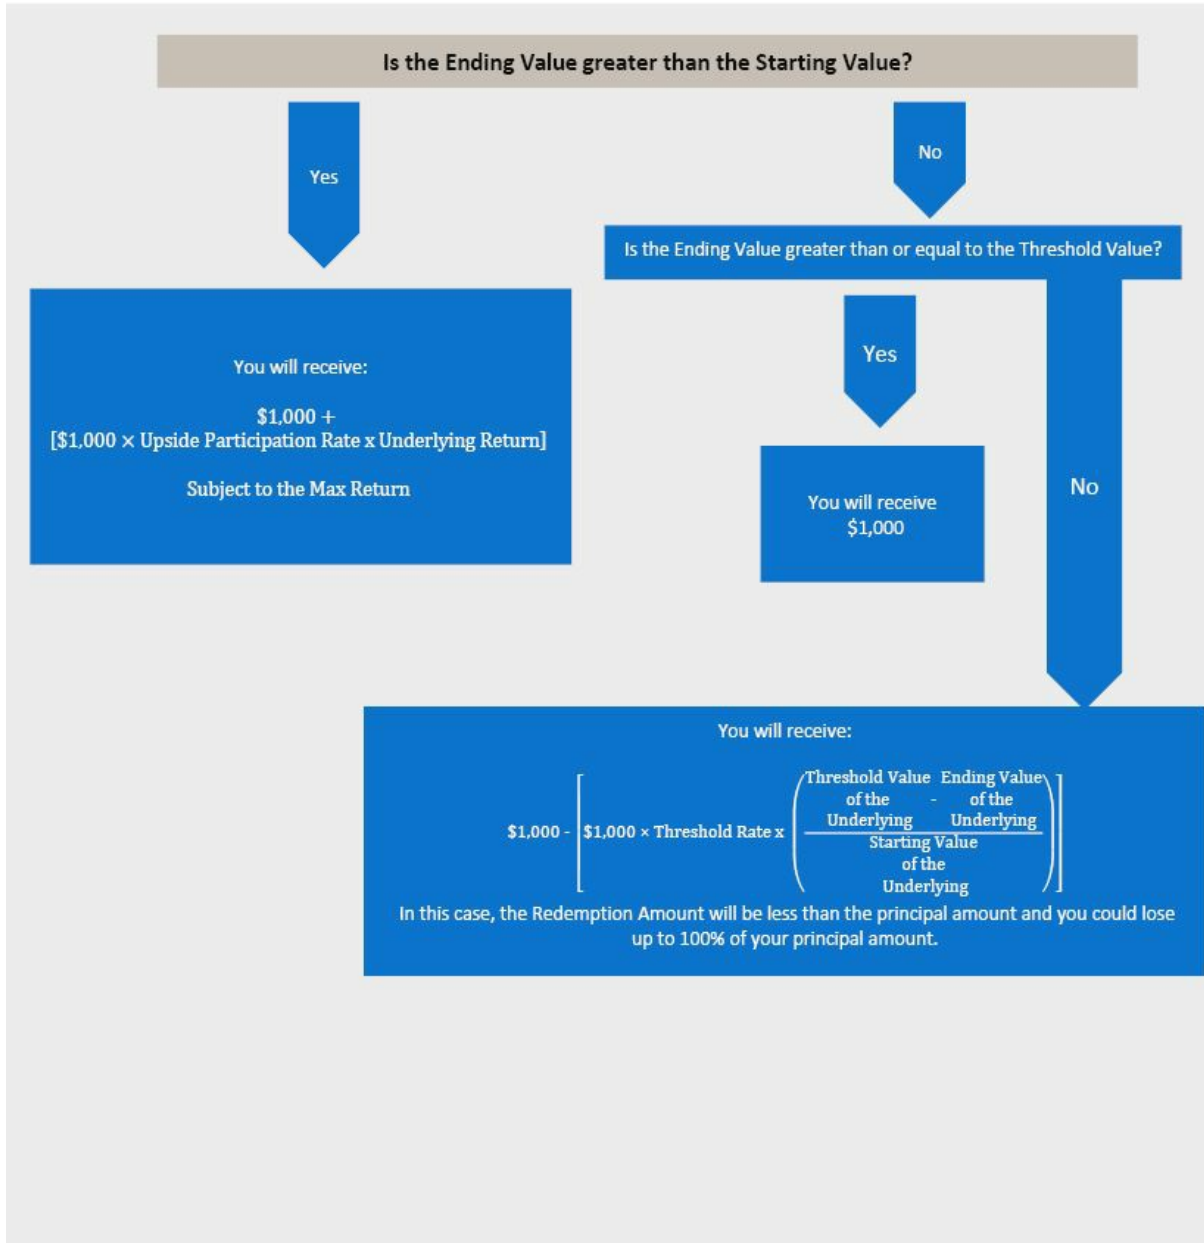 Is the Ending Value greater than the Starting Value?
Yes
No
Is the Ending Value greater than or equal to the Threshold Value?
You will receive:
$1,000 +
[$1,000 × Upside Participation Rate x Underlying Return]
Subject to the Max Return
Yes
You will receive
$1,000
No
You will receive:
Threshold Value Ending Value
of the - of the
Underlying Underlying
$1,000 - [$1,000 × Threshold Rate x
Starting Value
of the
Underlying
)]
In this case, the Redemption Amount will be less than the principal amount and you could lose
up to 100% of your principal amount.